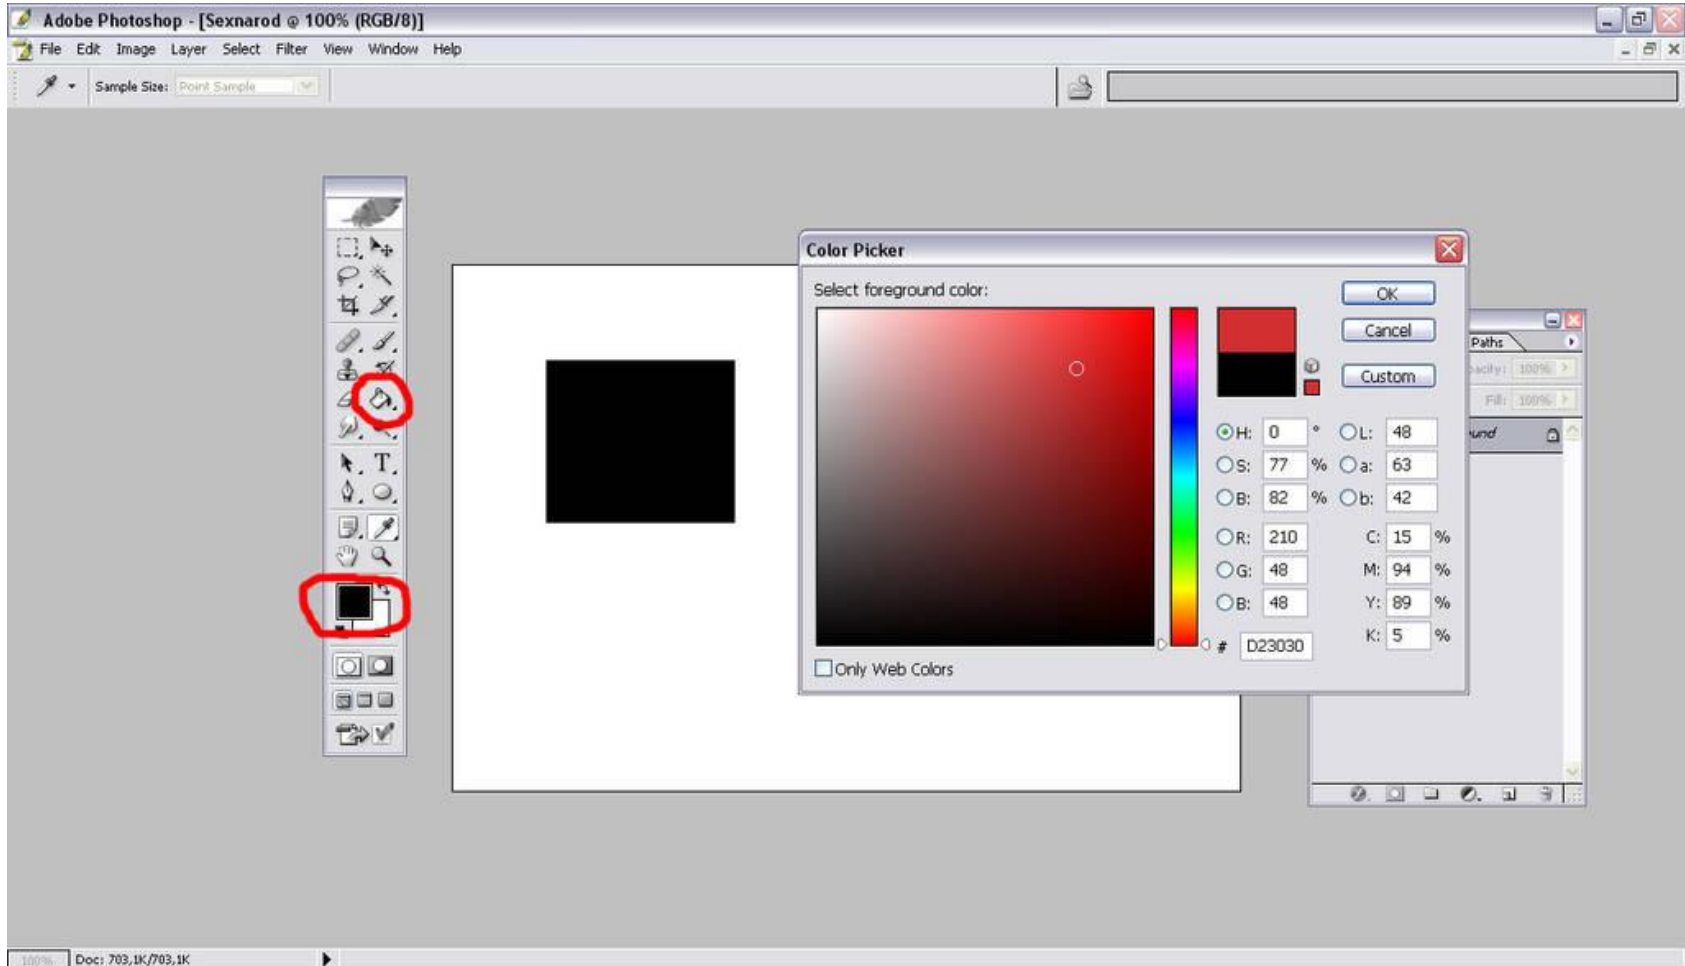 Adobe Photoshop - [Sexnarod @ 100% (RGB/8)]
File Edit Image Layer Select Filter View Window Help
Sample Size: Point Sample
Color Picker
Select foreground color:
OK
Cancel
Custom
H: 0 °
L: 48
S: 77 %
a: 63
B: 82 %
b: 42
R: 210
C: 15 %
G: 48
M: 94 %
B: 48
Y: 89 %
# D23030
K: 5 %
Only Web Colors
Paths
100%
Fill: 100%
T
100% Doc: 703,1K/703,1K